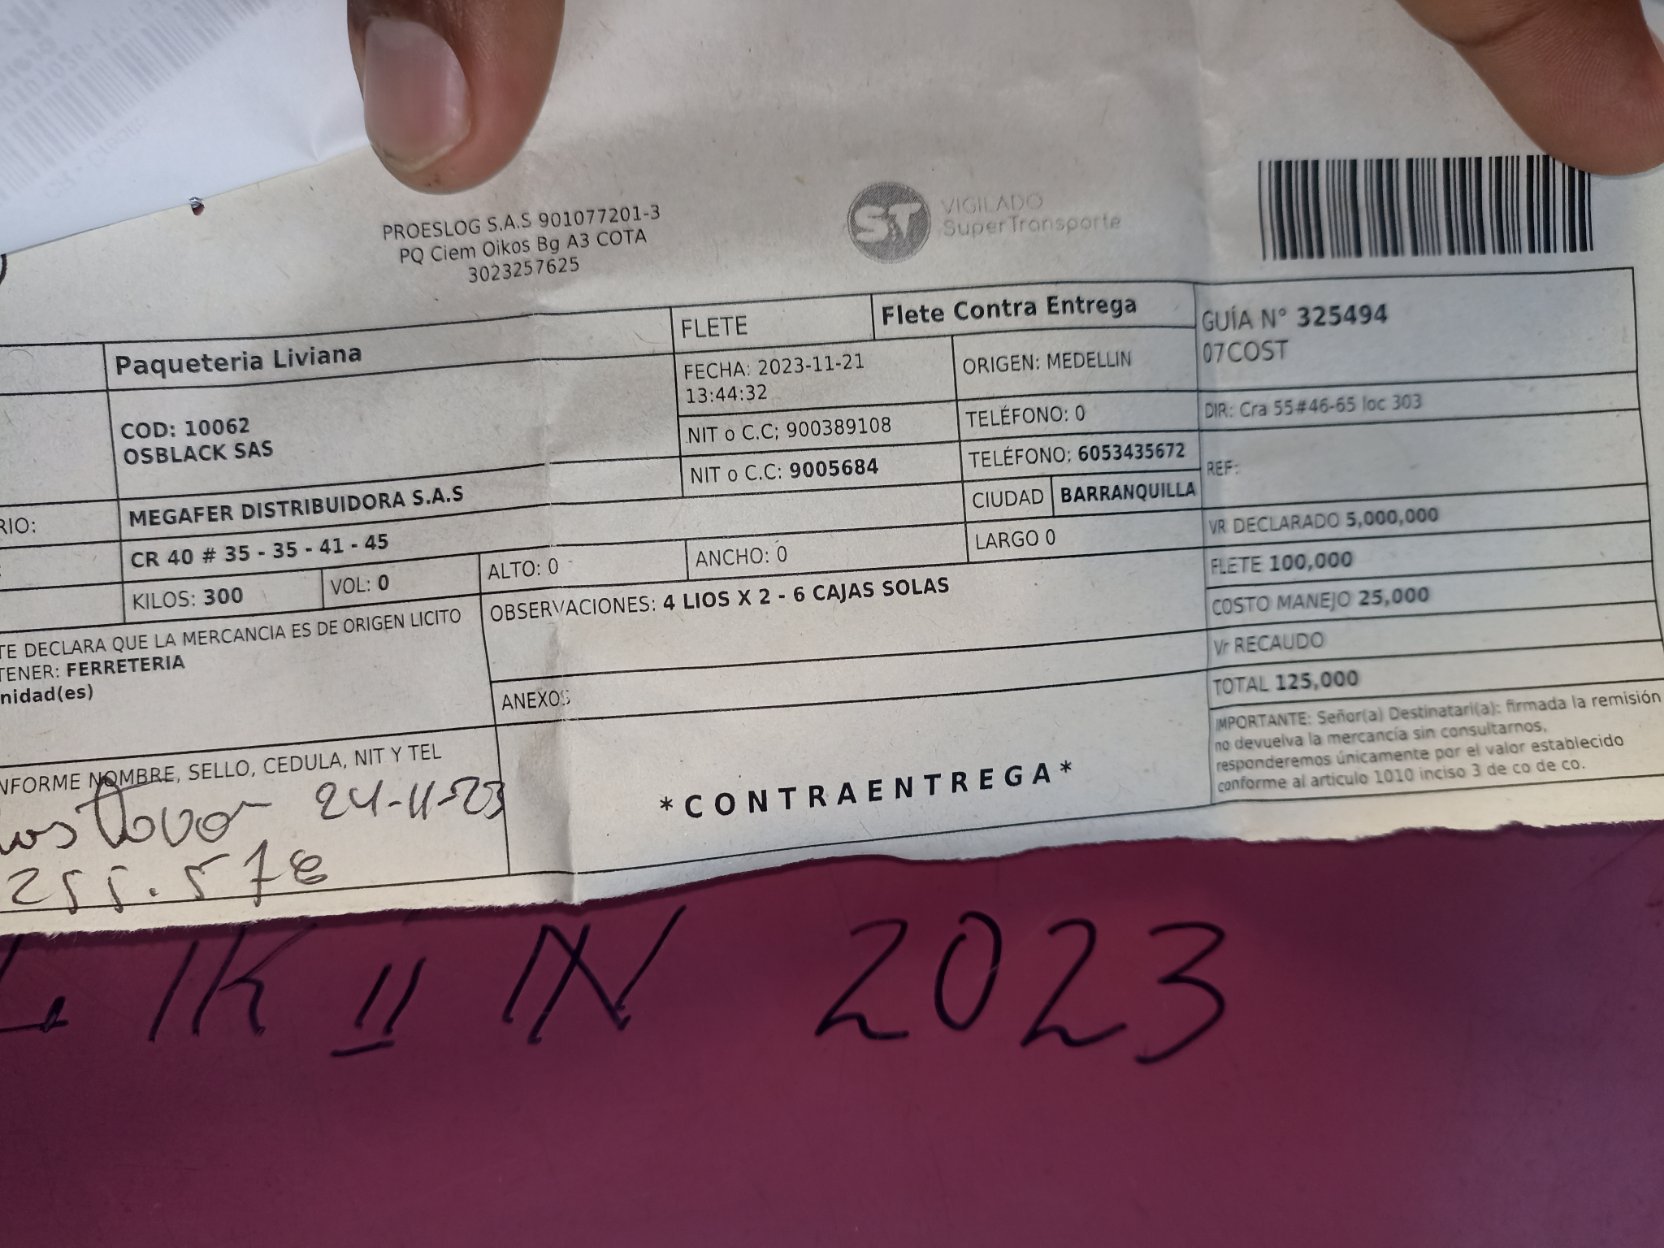 PROESLOG S.A.S 901077201-3
PQ Ciem Oikos Bg A3 COTA
3023257625
ST
VIGILADO
SuperTransporte
Paqueteria Liviana
FLETE
Flete Contra Entrega
GUÍA N° 325494
07COST
COD: 10062
OSBLACK SAS
FECHA: 2023-11-21
13:44:32
ORIGEN: MEDELLIN
NIT o C.C; 900389108
TELÉFONO: 0
DIR: Cra 55#46-65 loc 303
RIO:
MEGAFER DISTRIBUIDORA S.A.S
NIT o C.C: 9005684
TELÉFONO: 6053435672
REF:
CR 40 # 35 - 35 - 41 - 45
CIUDAD
BARRANQUILLA
KILOS: 300
VOL: 0
ALTO: 0
ANCHO: 0
LARGO 0
VR DECLARADO 5,000,000
FLETE 100,000
COSTO MANEJO 25,000
Vr RECAUDO
TOTAL 125,000
TE DECLARA QUE LA MERCANCIA ES DE ORIGEN LICITO
TENER: FERRETERIA
nidad(es)
OBSERVACIONES: 4 LIOS X 2 - 6 CAJAS SOLAS
ANEXOS
IMPORTANTE: Señor(a) Destinatari(a): firmada la remisión
no devuelva la mercancía sin consultarnos,
responderemos únicamente por el valor establecido
conforme al articulo 1010 inciso 3 de co de co.
NFORME NOMBRE, SELLO, CEDULA, NIT Y TEL
24-11-23
255.578
*CONTRAENTREGA*
2023